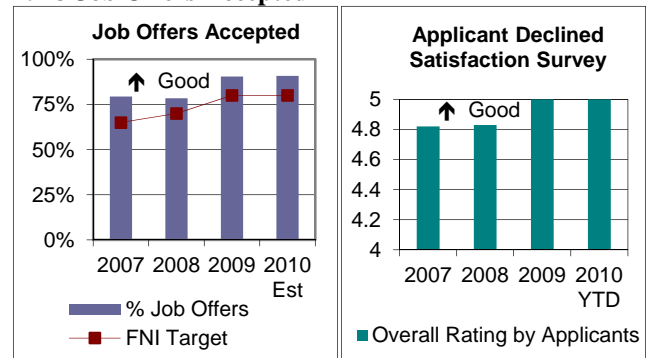 Job Offers Accepted
100%
Good
75%
50%
25%
0%
2007 2008 2009 2010
Est
% Job Offers
FNI Target
Applicant Declined
Satisfaction Survey
5
Good
4.8
4.6
4.4
4.2
4
2007 2008 2009 2010
YTD
Overall Rating by Applicants